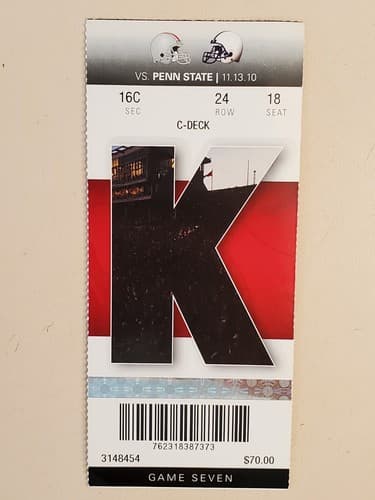 VS. PENN STATE | 11.13.10
16C 24 18
SEC ROW SEAT
C-DECK
K
762318387373
3148454 $70.00
GAME SEVEN